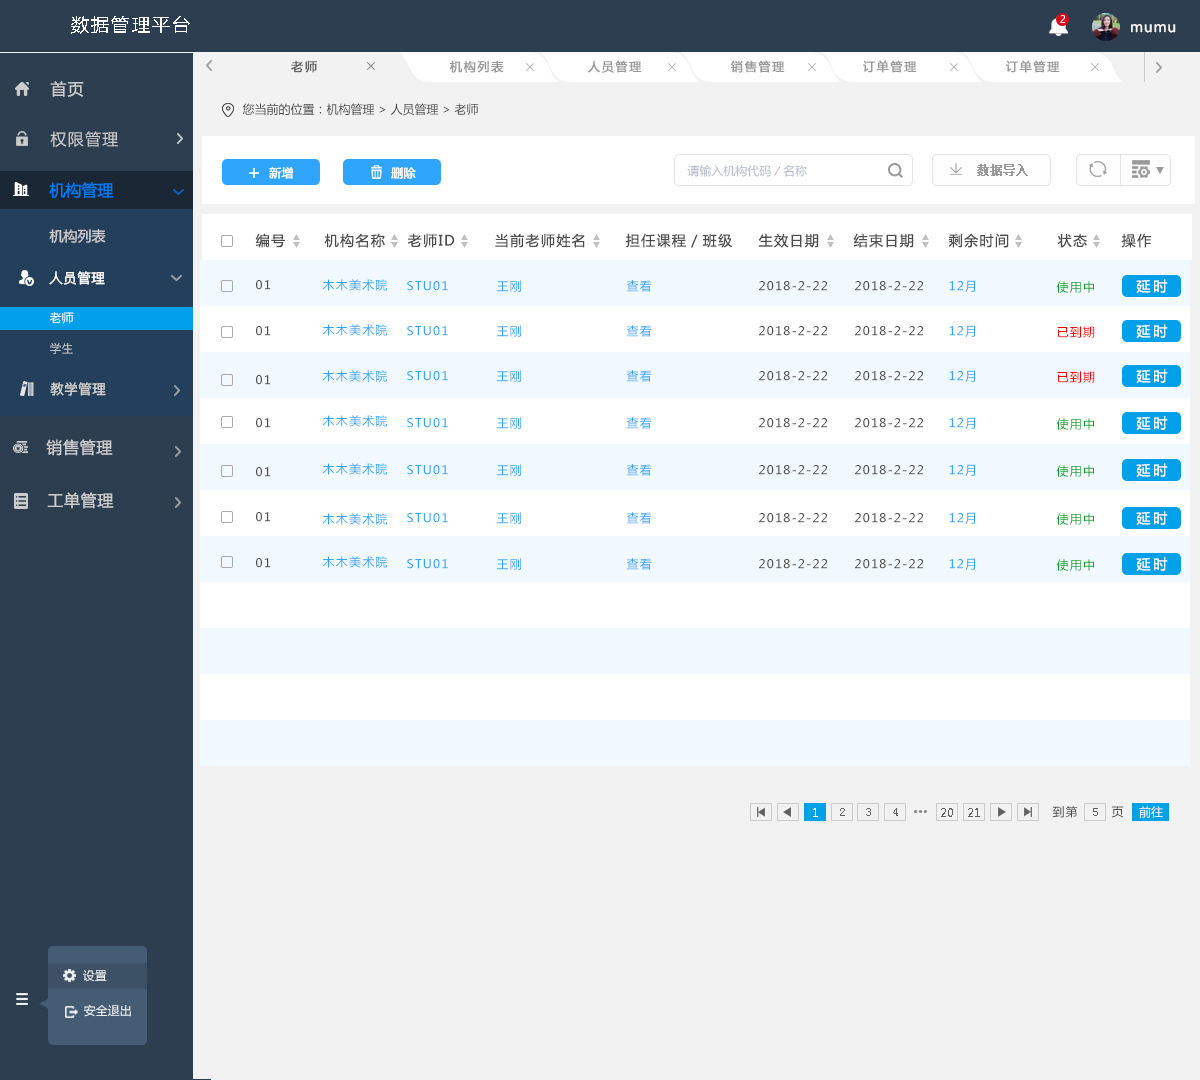 数据管理平台
2
mumu
首页
权限管理
机构管理
机构列表
人员管理
老师
学生
教学管理
销售管理
工单管理
设置
安全退出
老师 机构列表 人员管理 销售管理 订单管理 订单管理
您当前的位置：机构管理 > 人员管理 > 老师
+ 新增 删除 请输入机构代码 / 名称 数据导入
编号 机构名称 老师ID 当前老师姓名 担任课程 / 班级 生效日期 结束日期 剩余时间 状态 操作
01 木木美术院 STU01 王刚 查看 2018-2-22 2018-2-22 12月 使用中 延时
01 木木美术院 STU01 王刚 查看 2018-2-22 2018-2-22 12月 已到期 延时
01 木木美术院 STU01 王刚 查看 2018-2-22 2018-2-22 12月 已到期 延时
01 木木美术院 STU01 王刚 查看 2018-2-22 2018-2-22 12月 使用中 延时
01 木木美术院 STU01 王刚 查看 2018-2-22 2018-2-22 12月 使用中 延时
01 木木美术院 STU01 王刚 查看 2018-2-22 2018-2-22 12月 使用中 延时
01 木木美术院 STU01 王刚 查看 2018-2-22 2018-2-22 12月 使用中 延时
1 2 3 4 ··· 20 21 到第 5 页 前往